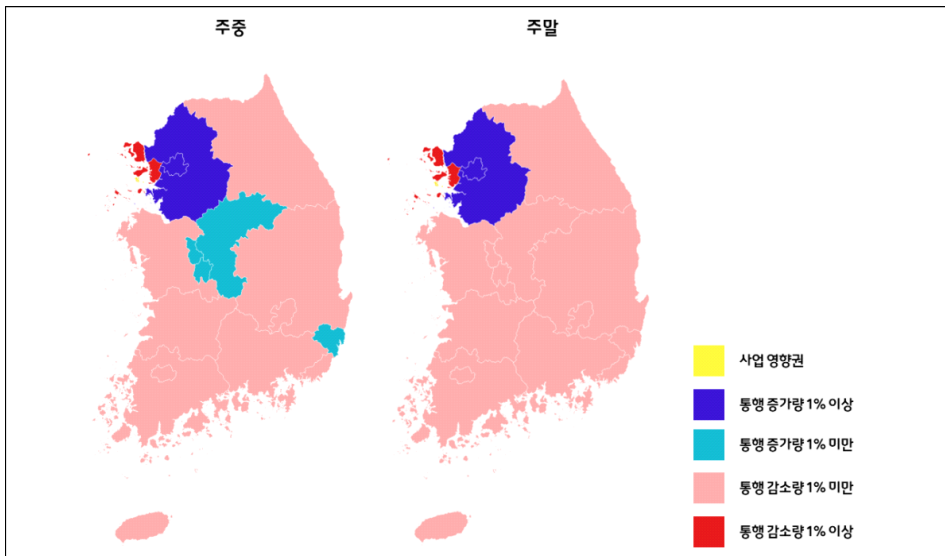 주중
주말
사업 영향권
통행 증가량 1% 이상
통행 증가량 1% 미만
통행 감소량 1% 미만
통행 감소량 1% 이상